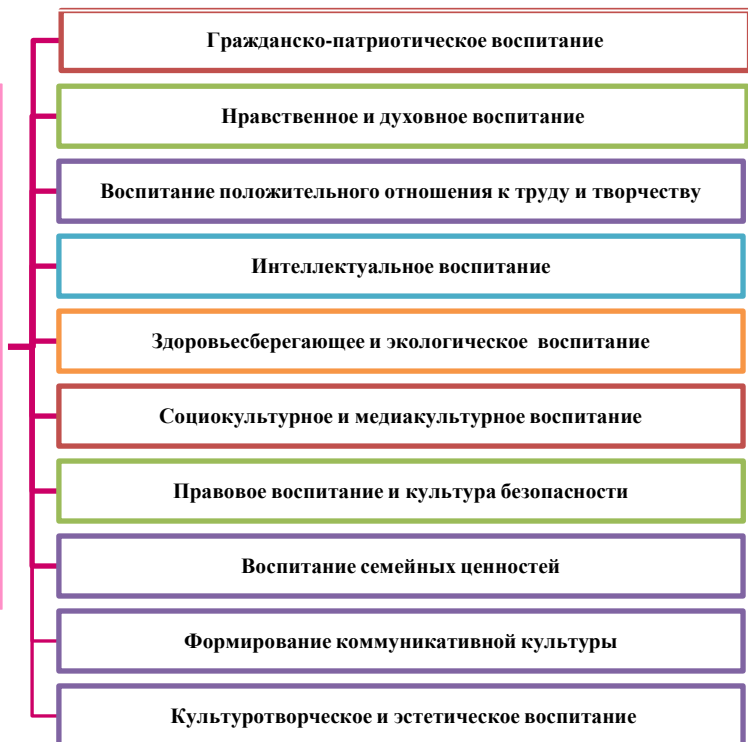 Гражданско-патриотическое воспитание
Нравственное и духовное воспитание
Воспитание положительного отношения к труду и творчеству
Интеллектуальное воспитание
Здоровьесберегающее и экологическое воспитание
Социокультурное и медиакультурное воспитание
Правовое воспитание и культура безопасности
Воспитание семейных ценностей
Формирование коммуникативной культуры
Культуротворческое и эстетическое воспитание